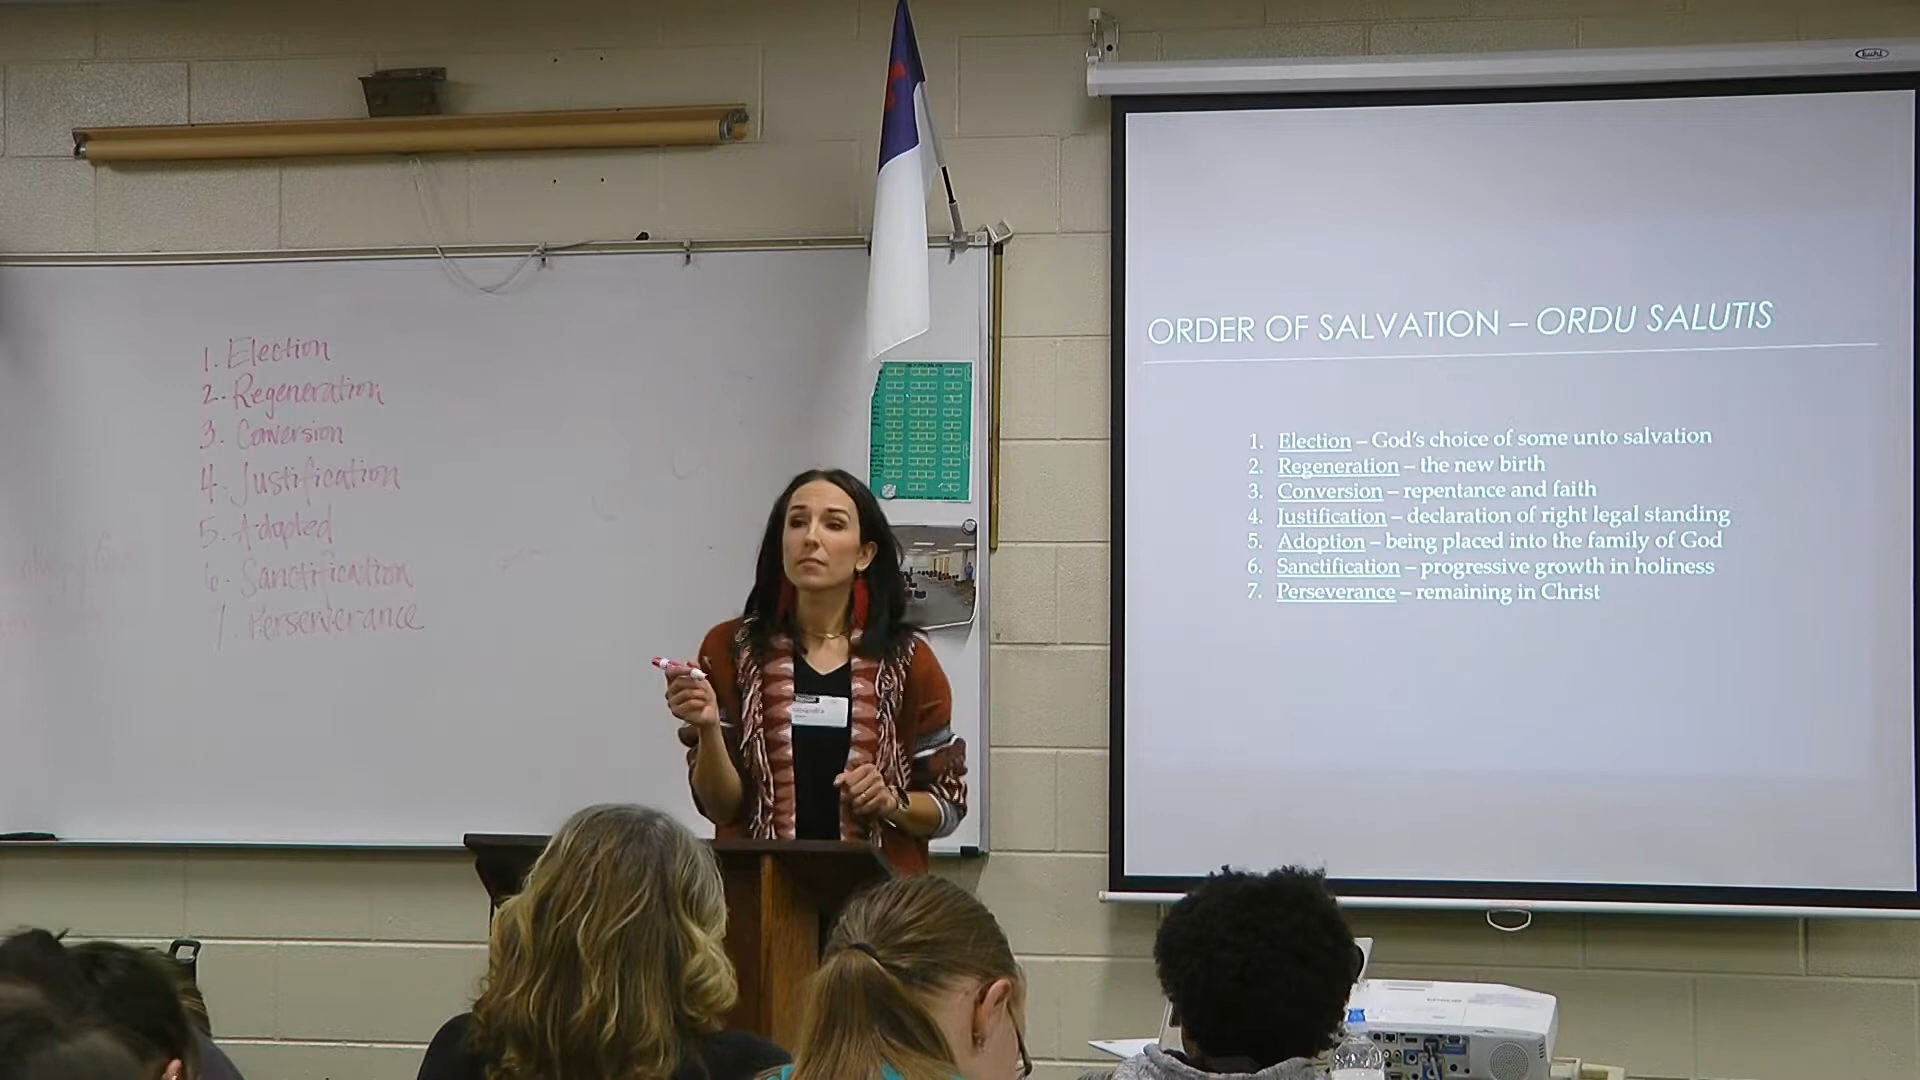 1. Election
2. Regeneration
3. Conversion
4. Justification
5. Adopted
6. Sanctification
7. Perserverance
buhl
ORDER OF SALVATION – ORDU SALUTIS
1. Election – God's choice of some unto salvation
2. Regeneration – the new birth
3. Conversion – repentance and faith
4. Justification – declaration of right legal standing
5. Adoption – being placed into the family of God
6. Sanctification – progressive growth in holiness
7. Perseverance – remaining in Christ